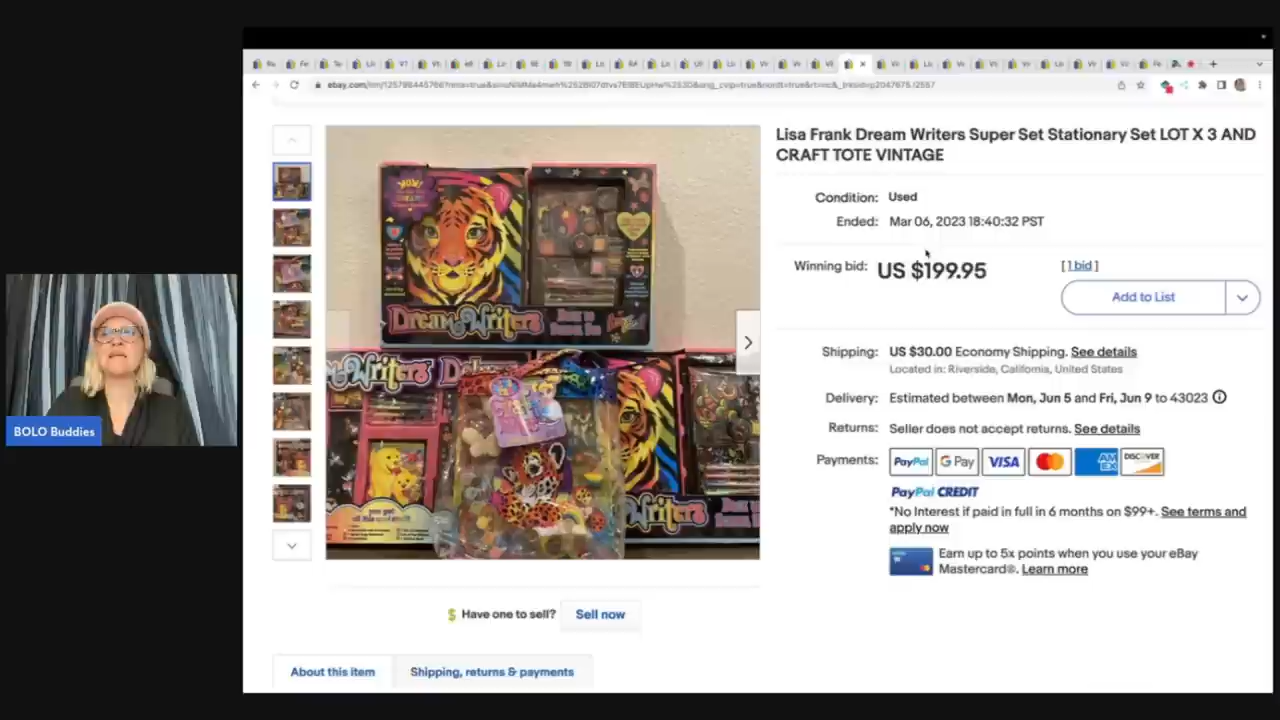 ebay.com/itm/
Lisa Frank Dream Writers Super Set Stationary Set LOT X 3 AND
CRAFT TOTE VINTAGE
Condition: Used
Ended: Mar 06, 2023 18:40:32 PST
Winning bid: US $199.95 [ 1 bid ]
Add to List
Shipping: US $30.00 Economy Shipping. See details
Located in: Riverside, California, United States
Delivery: Estimated between Mon, Jun 5 and Fri, Jun 9 to 43023
Returns: Seller does not accept returns. See details
Payments: PayPal G Pay VISA AM EX DISCOVER
PayPal CREDIT
*No Interest if paid in full in 6 months on $99+. See terms and
apply now
Earn up to 5x points when you use your eBay
Mastercard®. Learn more
WOW!
Dream Writers
Writers
Writers
BOLO Buddies
$ Have one to sell? Sell now
About this item
Shipping, returns & payments